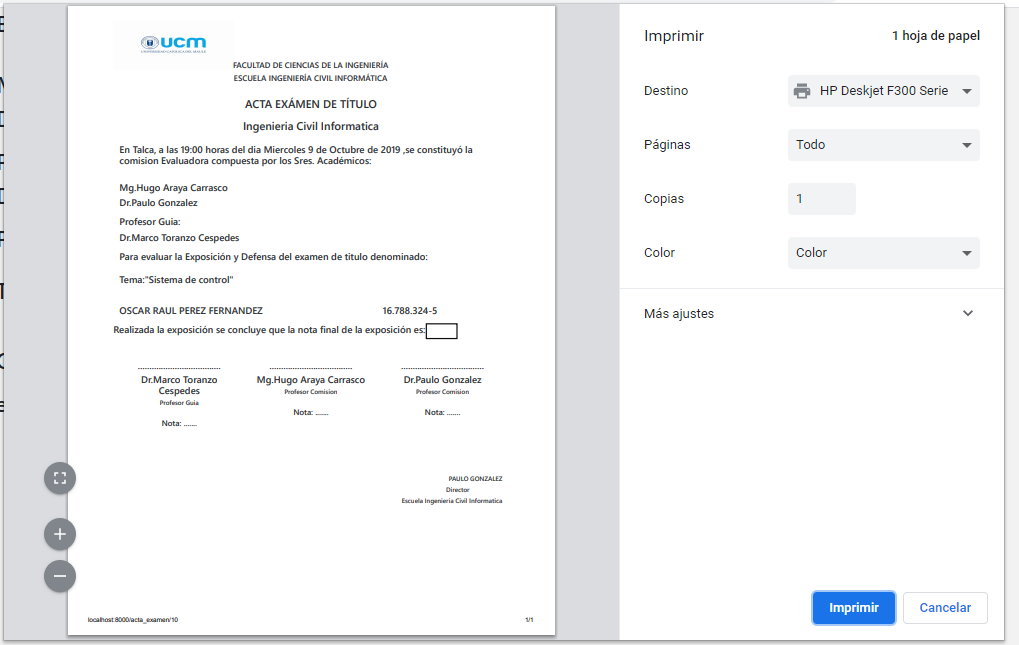 ucm
UNIVERSIDAD CATOLICA DEL MAULE
FACULTAD DE CIENCIAS DE LA INGENIERÍA
ESCUELA INGENIERÍA CIVIL INFORMÁTICA
ACTA EXÁMEN DE TÍTULO
Ingenieria Civil Informatica
En Talca, a las 19:00 horas del dia Miercoles 9 de Octubre de 2019 ,se constituyó la
comision Evaluadora compuesta por los Sres. Académicos:
Mg.Hugo Araya Carrasco
Dr.Paulo Gonzalez
Profesor Guia:
Dr.Marco Toranzo Cespedes
Para evaluar la Exposición y Defensa del examen de titulo denominado:
Tema:"Sistema de control"
OSCAR RAUL PEREZ FERNANDEZ 16.788.324-5
Realizada la exposición se concluye que la nota final de la exposición es:
Dr.Marco Toranzo
Cespedes
Profesor Guia
Nota: .......
Mg.Hugo Araya Carrasco
Profesor Comision
Nota: .......
Dr.Paulo Gonzalez
Profesor Comision
Nota: .......
PAULO GONZALEZ
Director
Escuela Ingenieria Civil Informatica
localhost:8000/acta_examen/10 1/1
Imprimir 1 hoja de papel
Destino HP Deskjet F300 Serie
Páginas Todo
Copias 1
Color Color
Más ajustes
Imprimir Cancelar